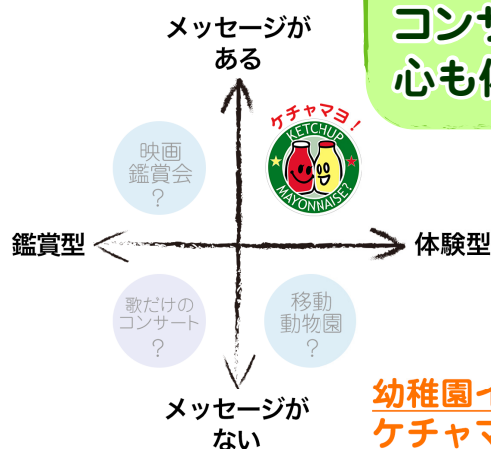 メッセージが
ある
コンサ
心も
ケチャマヨ！
KETCHUP
MAYONNAISE?
映画
鑑賞会
？
鑑賞型
体験型
歌だけの
コンサート
？
移動
動物園
？
メッセージが
ない
幼稚園イ
ケチャマ